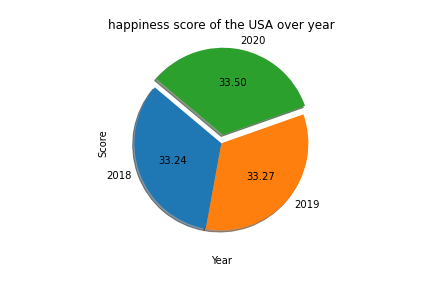 happiness score of the USA over year
2020
33.50
Score
33.24
33.27
2018
2019
Year